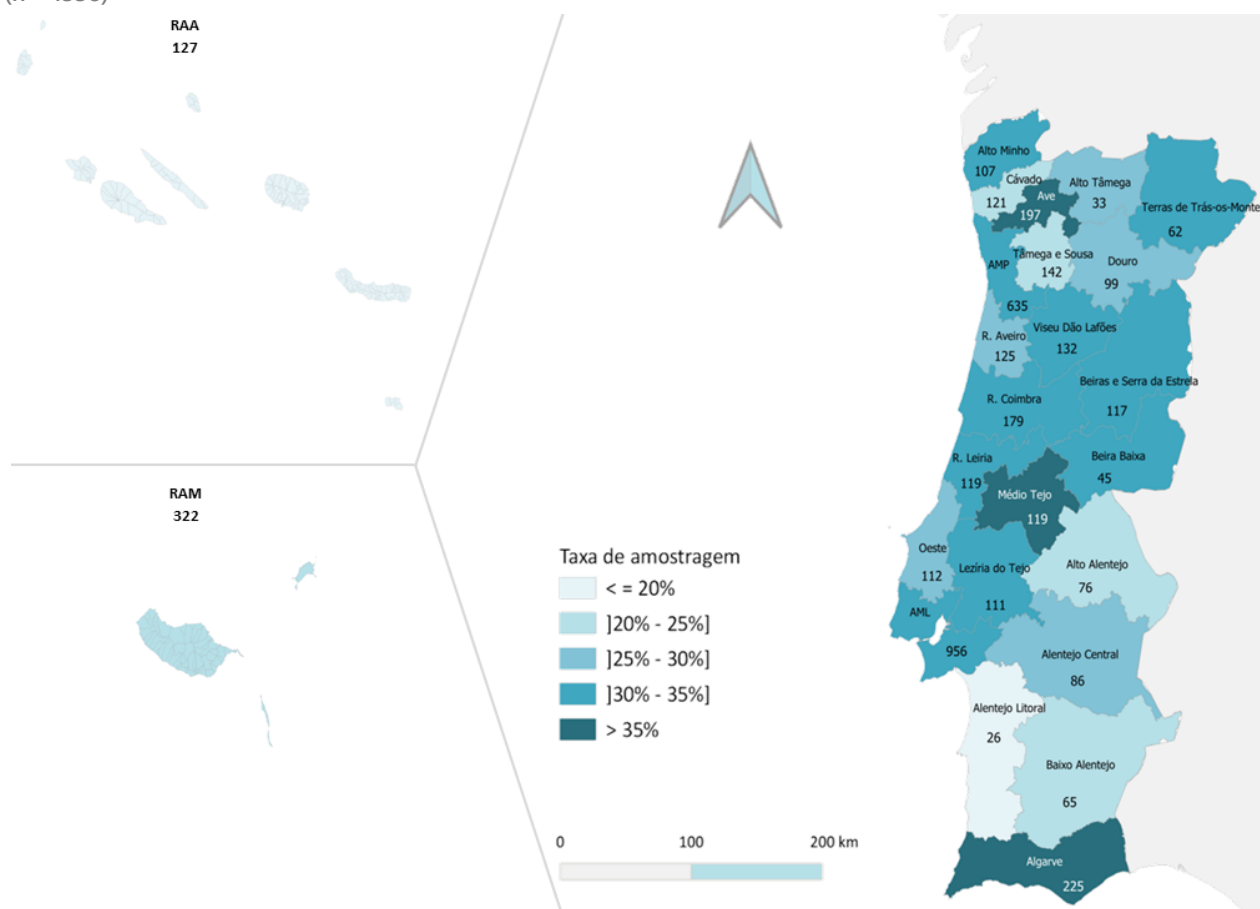 RAA
127
RAM
322
Alto Minho
107
Cávado
121
Ave
197
Alto Tâmega
33
Terras de Trás-os-Monte
62
AMP
635
Tâmega e Sousa
142
Douro
99
R. Aveiro
125
Viseu Dão Lafões
132
Beiras e Serra da Estrela
117
R. Coimbra
179
R. Leiria
119
Beira Baixa
45
Médio Tejo
119
Oeste
112
Lezíria do Tejo
111
Alto Alentejo
76
AML
956
Alentejo Central
86
Alentejo Litoral
26
Baixo Alentejo
65
Algarve
225
Taxa de amostragem
< = 20%
]20% - 25%]
]25% - 30%]
]30% - 35%]
> 35%
0 100 200 km